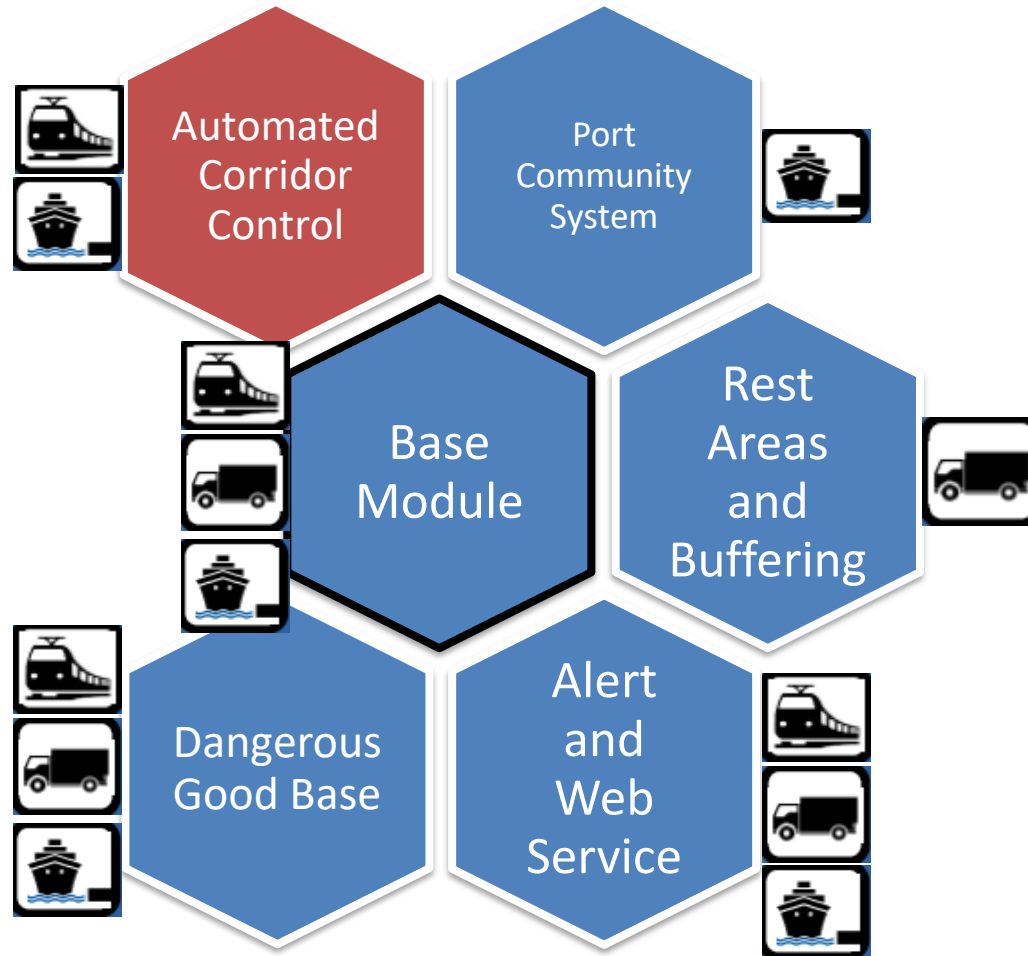 Automated
Corridor
Control
Port
Community
System
Base
Module
Rest
Areas
and
Buffering
Dangerous
Good Base
Alert
and
Web
Service